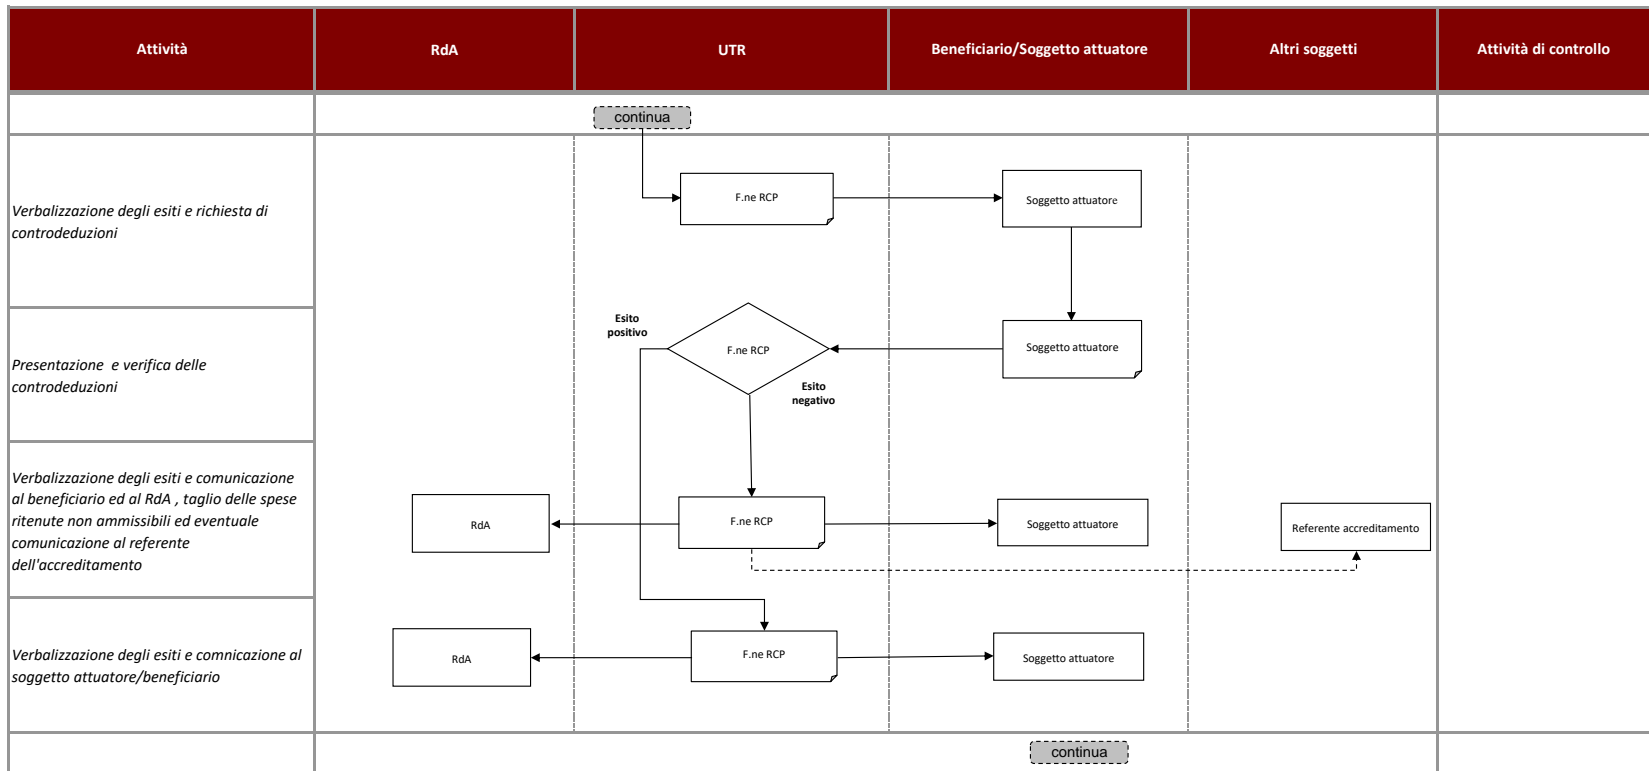 Attività
RdA
UTR
Beneficiario/Soggetto attuatore
Altri soggetti
Attività di controllo
continua
Verbalizzazione degli esiti e richiesta di
controdeduzioni
F.ne RCP
Soggetto attuatore
Presentazione e verifica delle
controdeduzioni
Esito
positivo
F.ne RCP
Esito
negativo
Soggetto attuatore
Verbalizzazione degli esiti e comunicazione
al beneficiario ed al RdA , taglio delle spese
ritenute non ammissibili ed eventuale
comunicazione al referente
dell'accreditamento
RdA
F.ne RCP
Soggetto attuatore
Referente accreditamento
Verbalizzazione degli esiti e comnicazione al
soggetto attuatore/beneficiario
RdA
F.ne RCP
Soggetto attuatore
continua